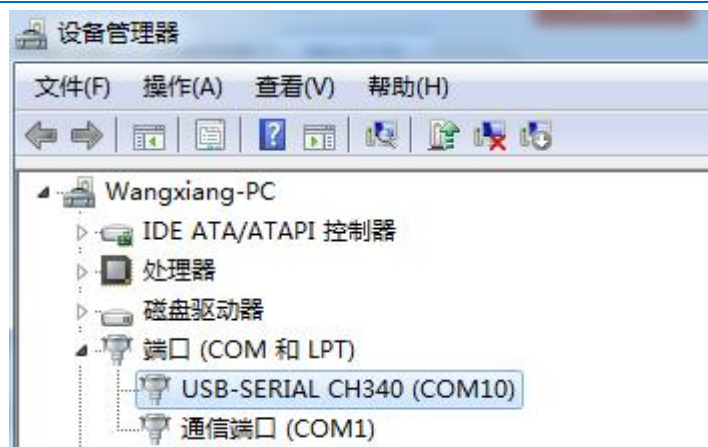 设备管理器
文件(F) 操作(A) 查看(V) 帮助(H)
Wangxiang-PC
IDE ATA/ATAPI 控制器
处理器
磁盘驱动器
端口 (COM 和 LPT)
USB-SERIAL CH340 (COM10)
通信端口 (COM1)